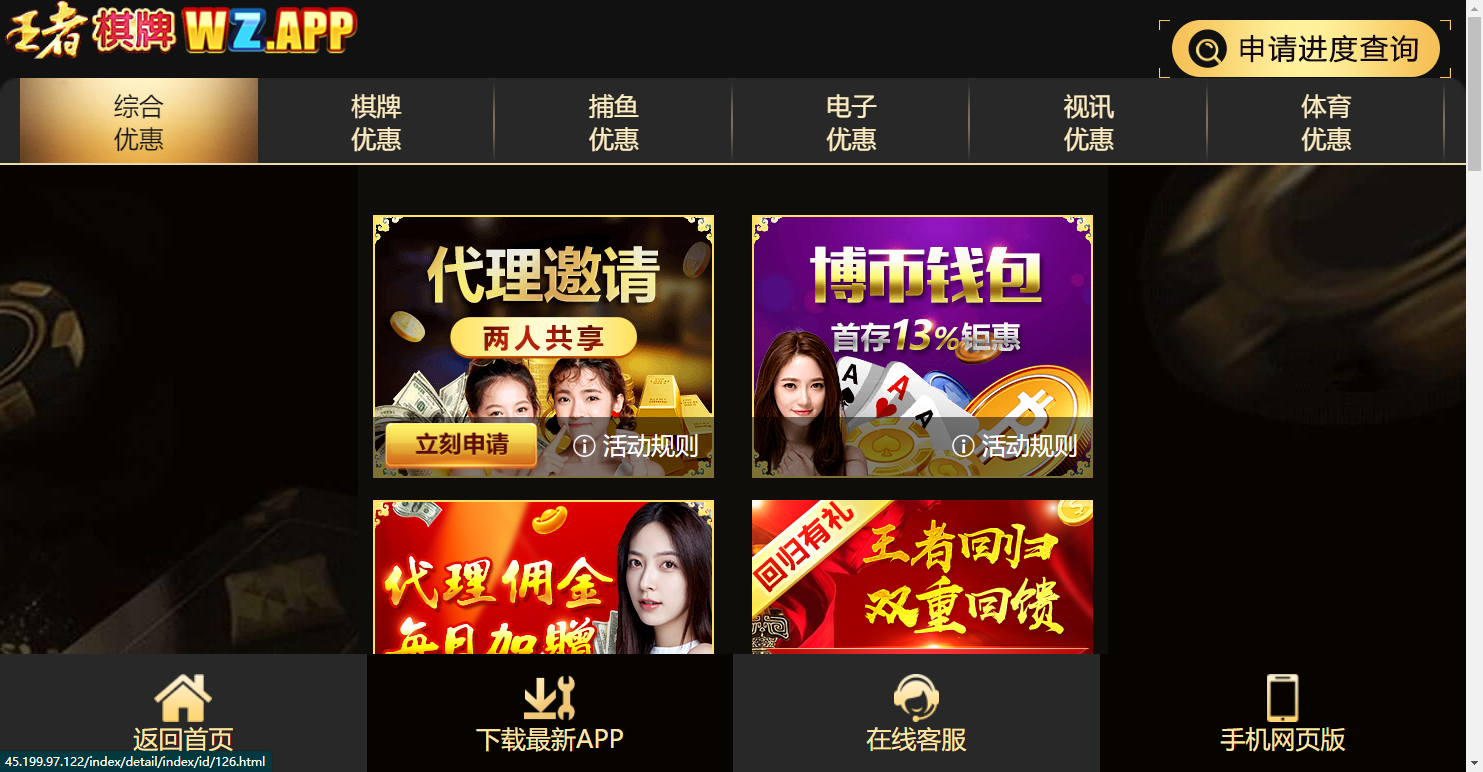 王者棋牌 WZ.APP
申请进度查询
综合
优惠
棋牌
优惠
捕鱼
优惠
电子
优惠
视讯
优惠
体育
优惠
代理邀请
两人共享
立刻申请
活动规则
博币钱包
首存13%钜惠
A
A
A
活动规则
代理佣金
每日加赠
回归有礼
王者回归
双重回馈
返回首页
下载最新APP
在线客服
手机网页版
45.199.97.122/index/detail/index/id/126.html